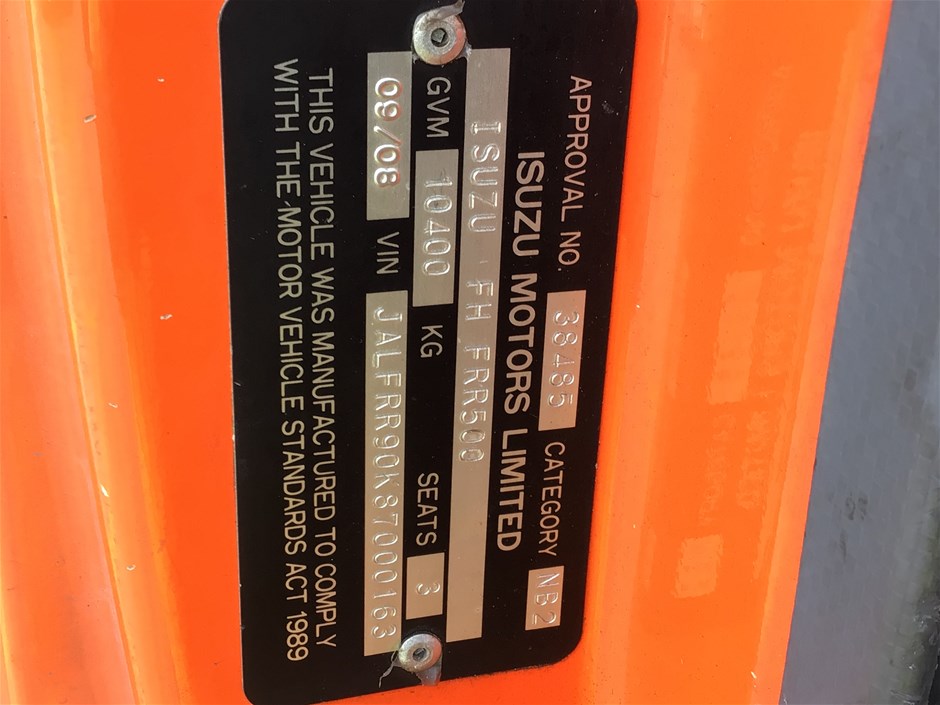 APPROVAL NO. 38485 CATEGORY NB2
ISUZU MOTORS LIMITED
ISUZU FH FRR500
GVM 10400 KG SEATS 3
09/08 VIN JALFRR90K87000163
THIS VEHICLE WAS MANUFACTURED TO COMPLY
WITH THE MOTOR VEHICLE STANDARDS ACT 1989